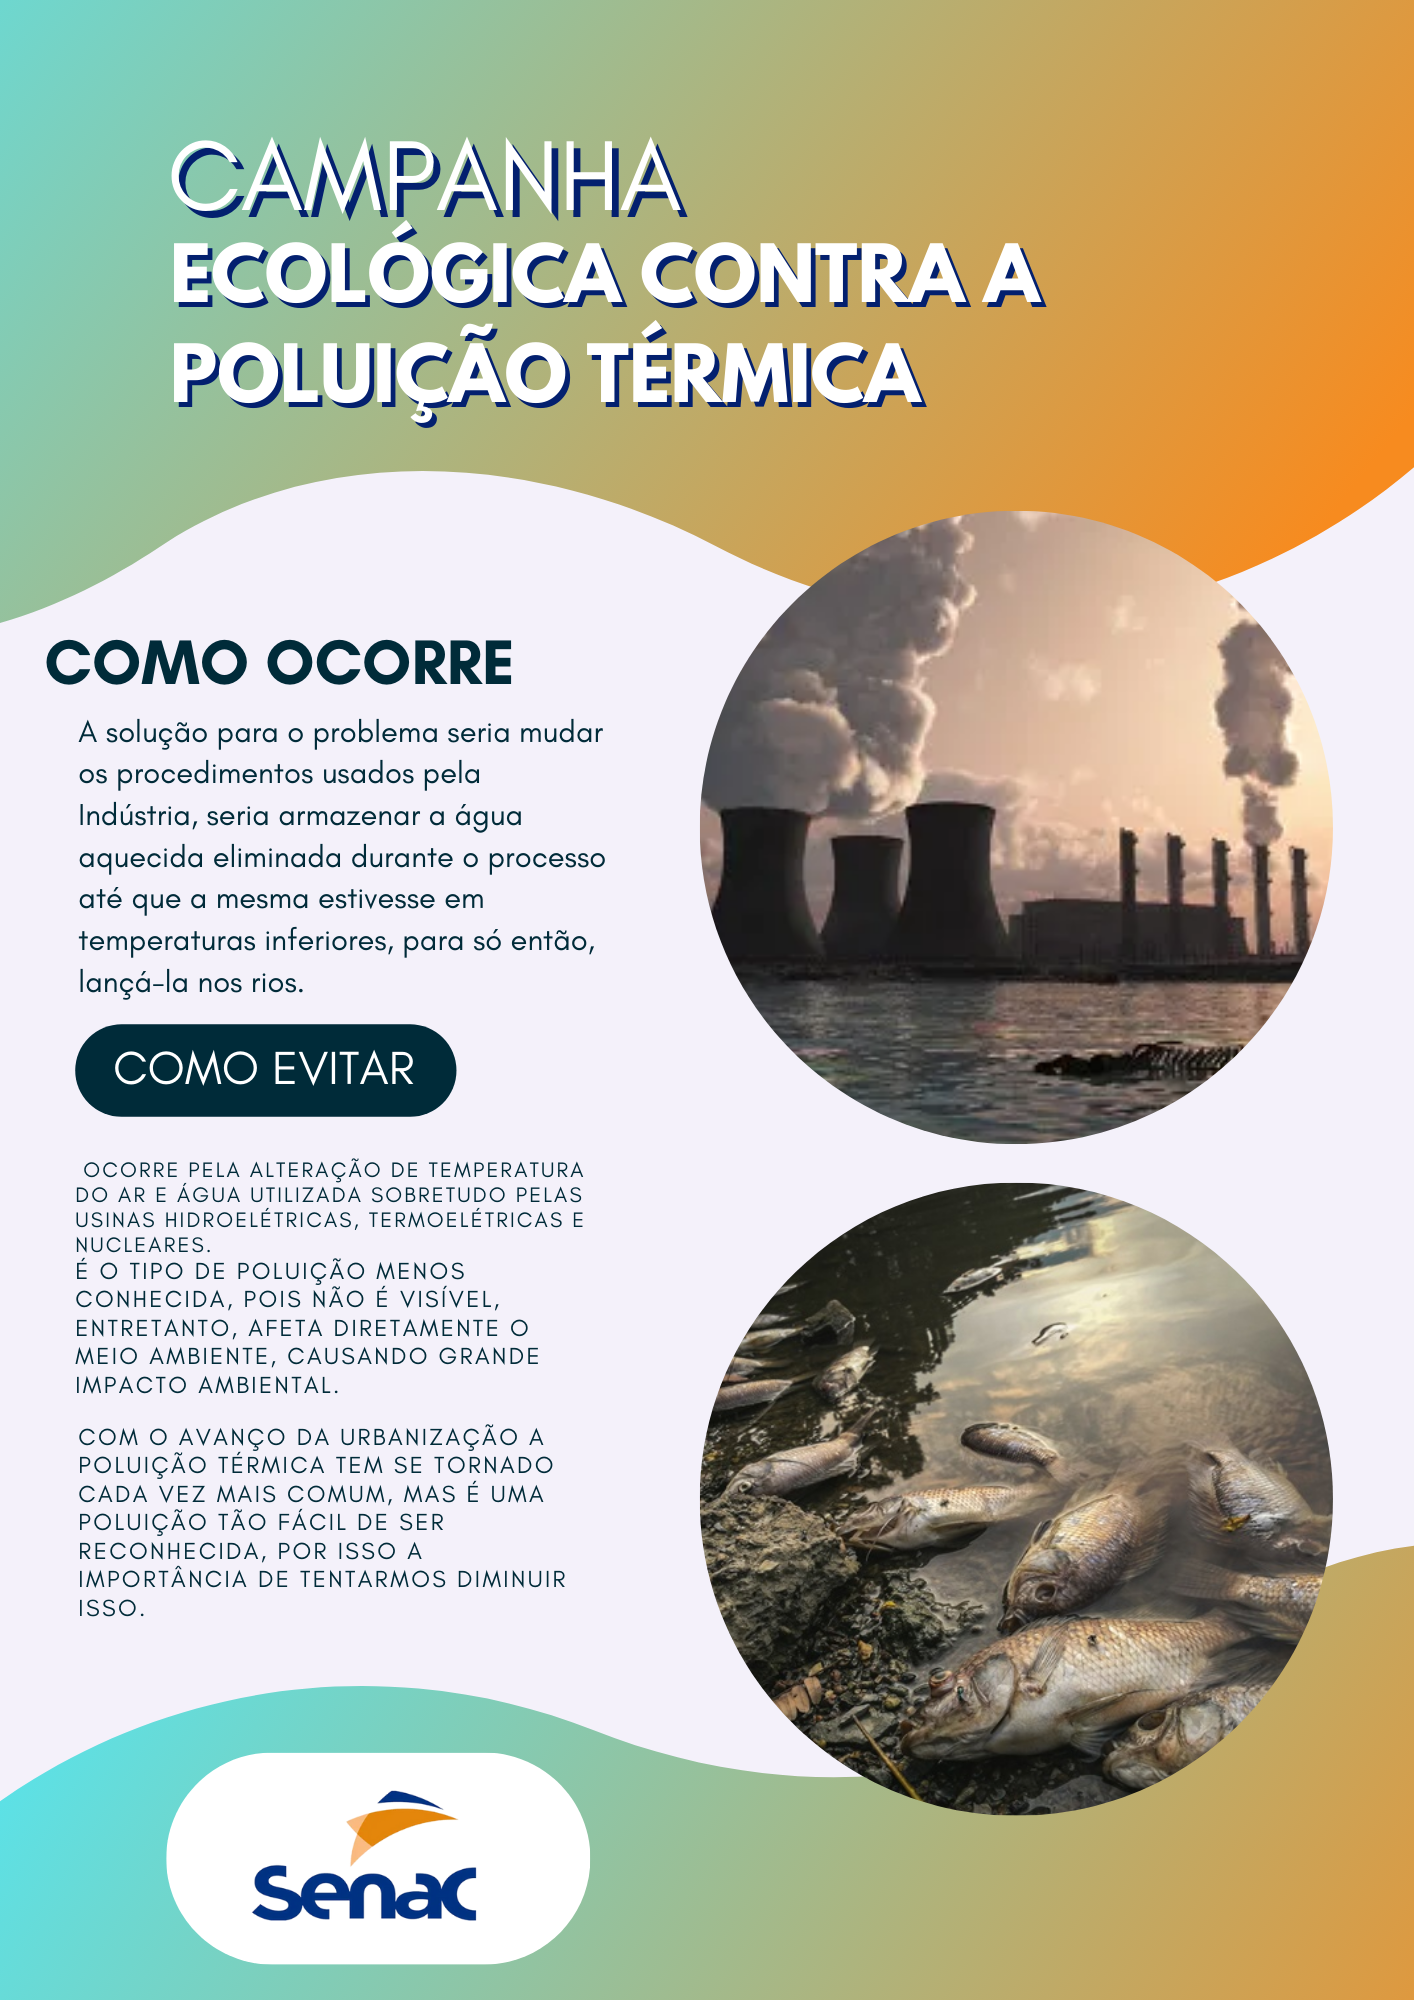 CAMPANHA
ECOLÓGICA CONTRA A
POLUIÇÃO TÉRMICA
COMO OCORRE
A solução para o problema seria mudar
os procedimentos usados pela
Indústria, seria armazenar a água
aquecida eliminada durante o processo
até que a mesma estivesse em
temperaturas inferiores, para só então,
lançá-la nos rios.
COMO EVITAR
OCORRE PELA ALTERAÇÃO DE TEMPERATURA
DO AR E ÁGUA UTILIZADA SOBRETUDO PELAS
USINAS HIDROELÉTRICAS, TERMOELÉTRICAS E
NUCLEARES.
É O TIPO DE POLUIÇÃO MENOS
CONHECIDA, POIS NÃO É VISÍVEL,
ENTRETANTO, AFETA DIRETAMENTE O
MEIO AMBIENTE, CAUSANDO GRANDE
IMPACTO AMBIENTAL.
COM O AVANÇO DA URBANIZAÇÃO A
POLUIÇÃO TÉRMICA TEM SE TORNADO
CADA VEZ MAIS COMUM, MAS É UMA
POLUIÇÃO TÃO FÁCIL DE SER
RECONHECIDA, POR ISSO A
IMPORTÂNCIA DE TENTARMOS DIMINUIR
ISSO.
Senac